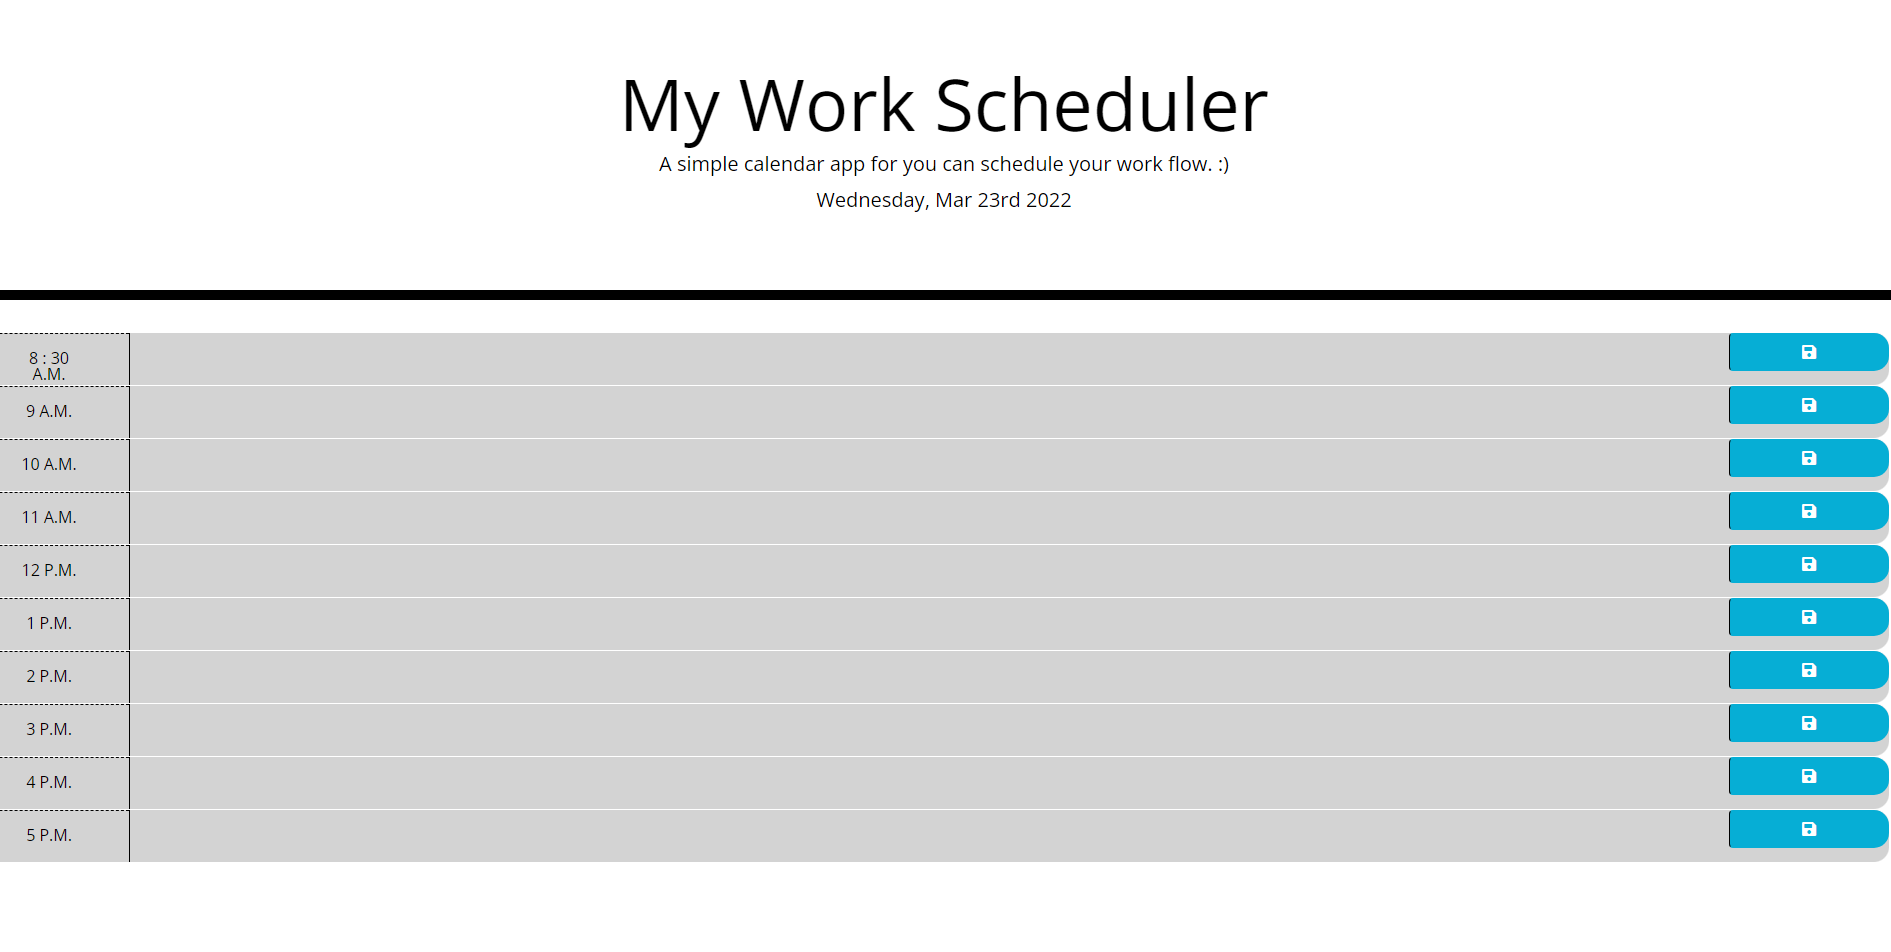 My Work Scheduler
A simple calendar app for you can schedule your work flow. :)
Wednesday, Mar 23rd 2022
8 : 30
A.M.
9 A.M.
10 A.M.
11 A.M.
12 P.M.
1 P.M.
2 P.M.
3 P.M.
4 P.M.
5 P.M.